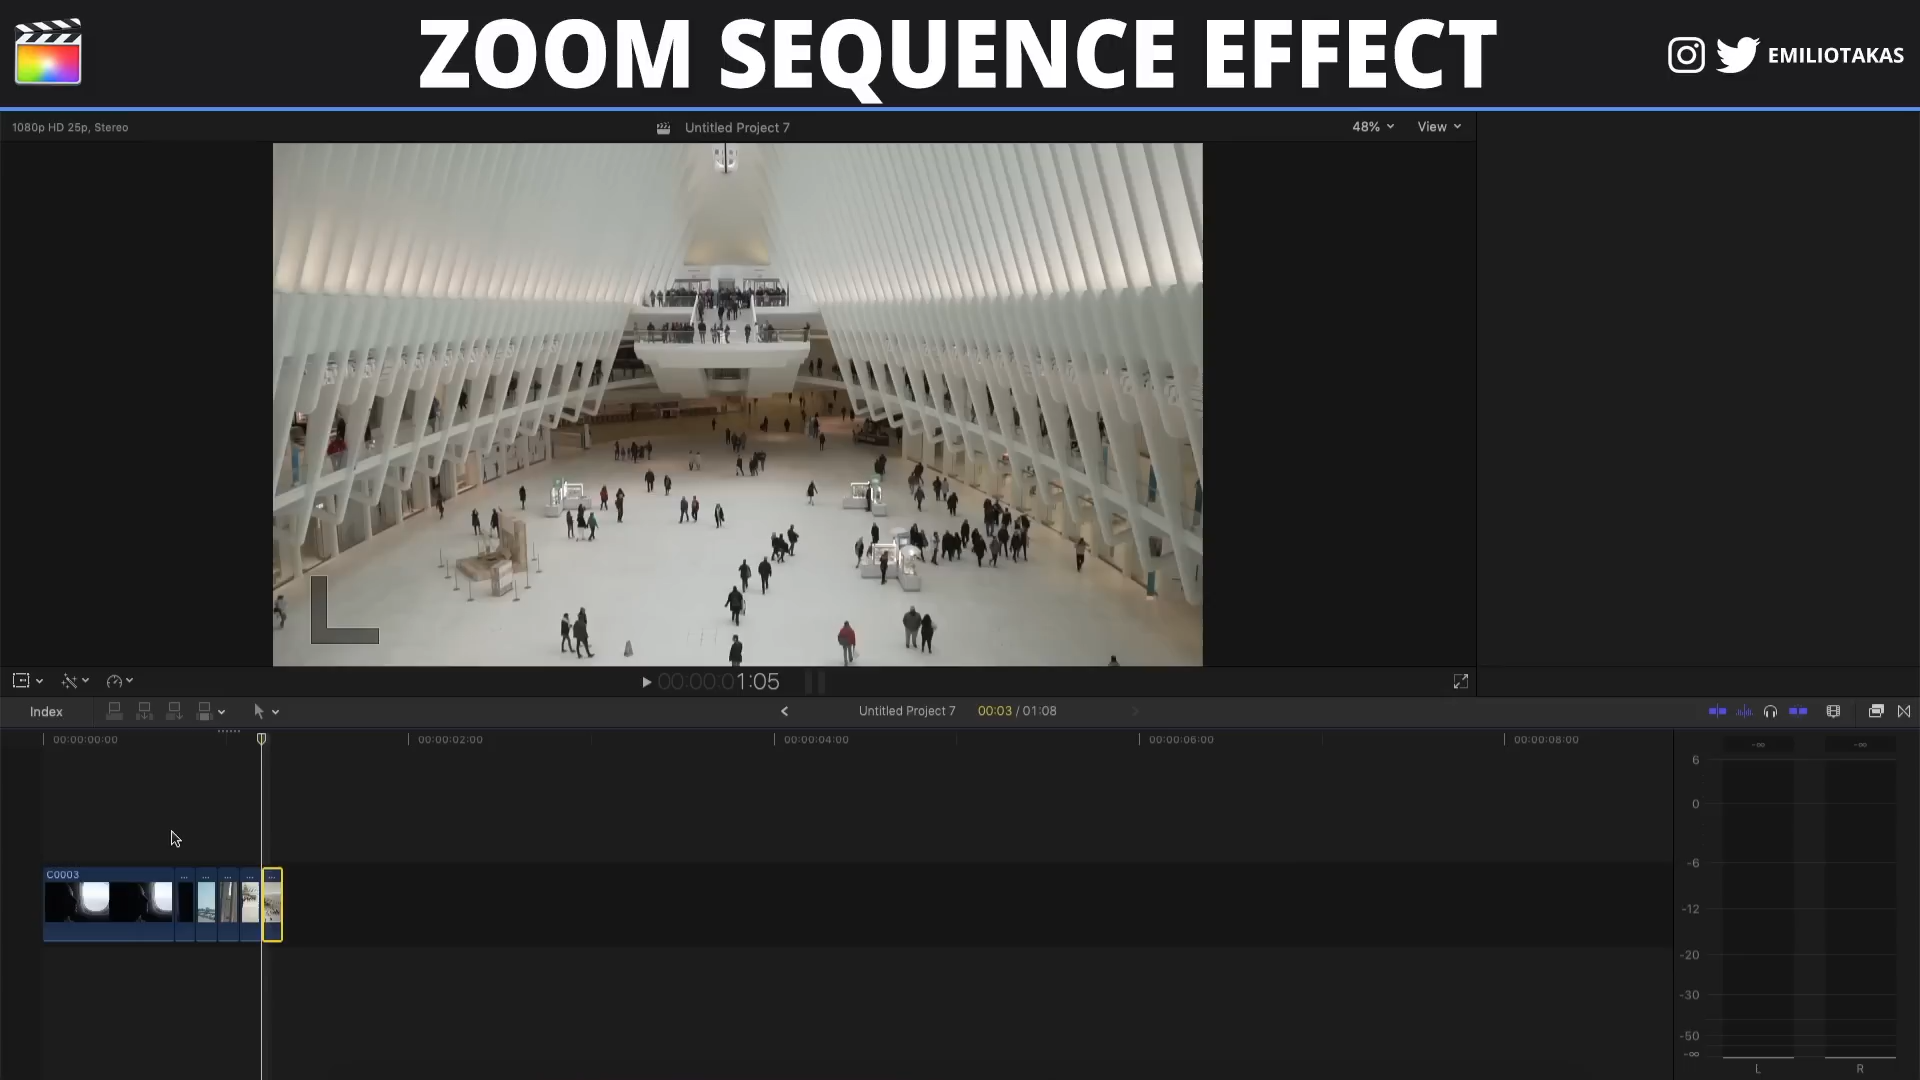 ZOOM SEQUENCE EFFECT
EMILIOTAKAS
1080p HD 25p, Stereo
Untitled Project 7
48%
View
00:00:01:05
Index
Untitled Project 7
00:03 / 01:08
00:00:00:00
00:00:02:00
00:00:04:00
00:00:06:00
00:00:08:00
C0003
...
...
...
...
...
-∞
-∞
6
0
-6
-12
-20
-30
-50
-∞
L
R